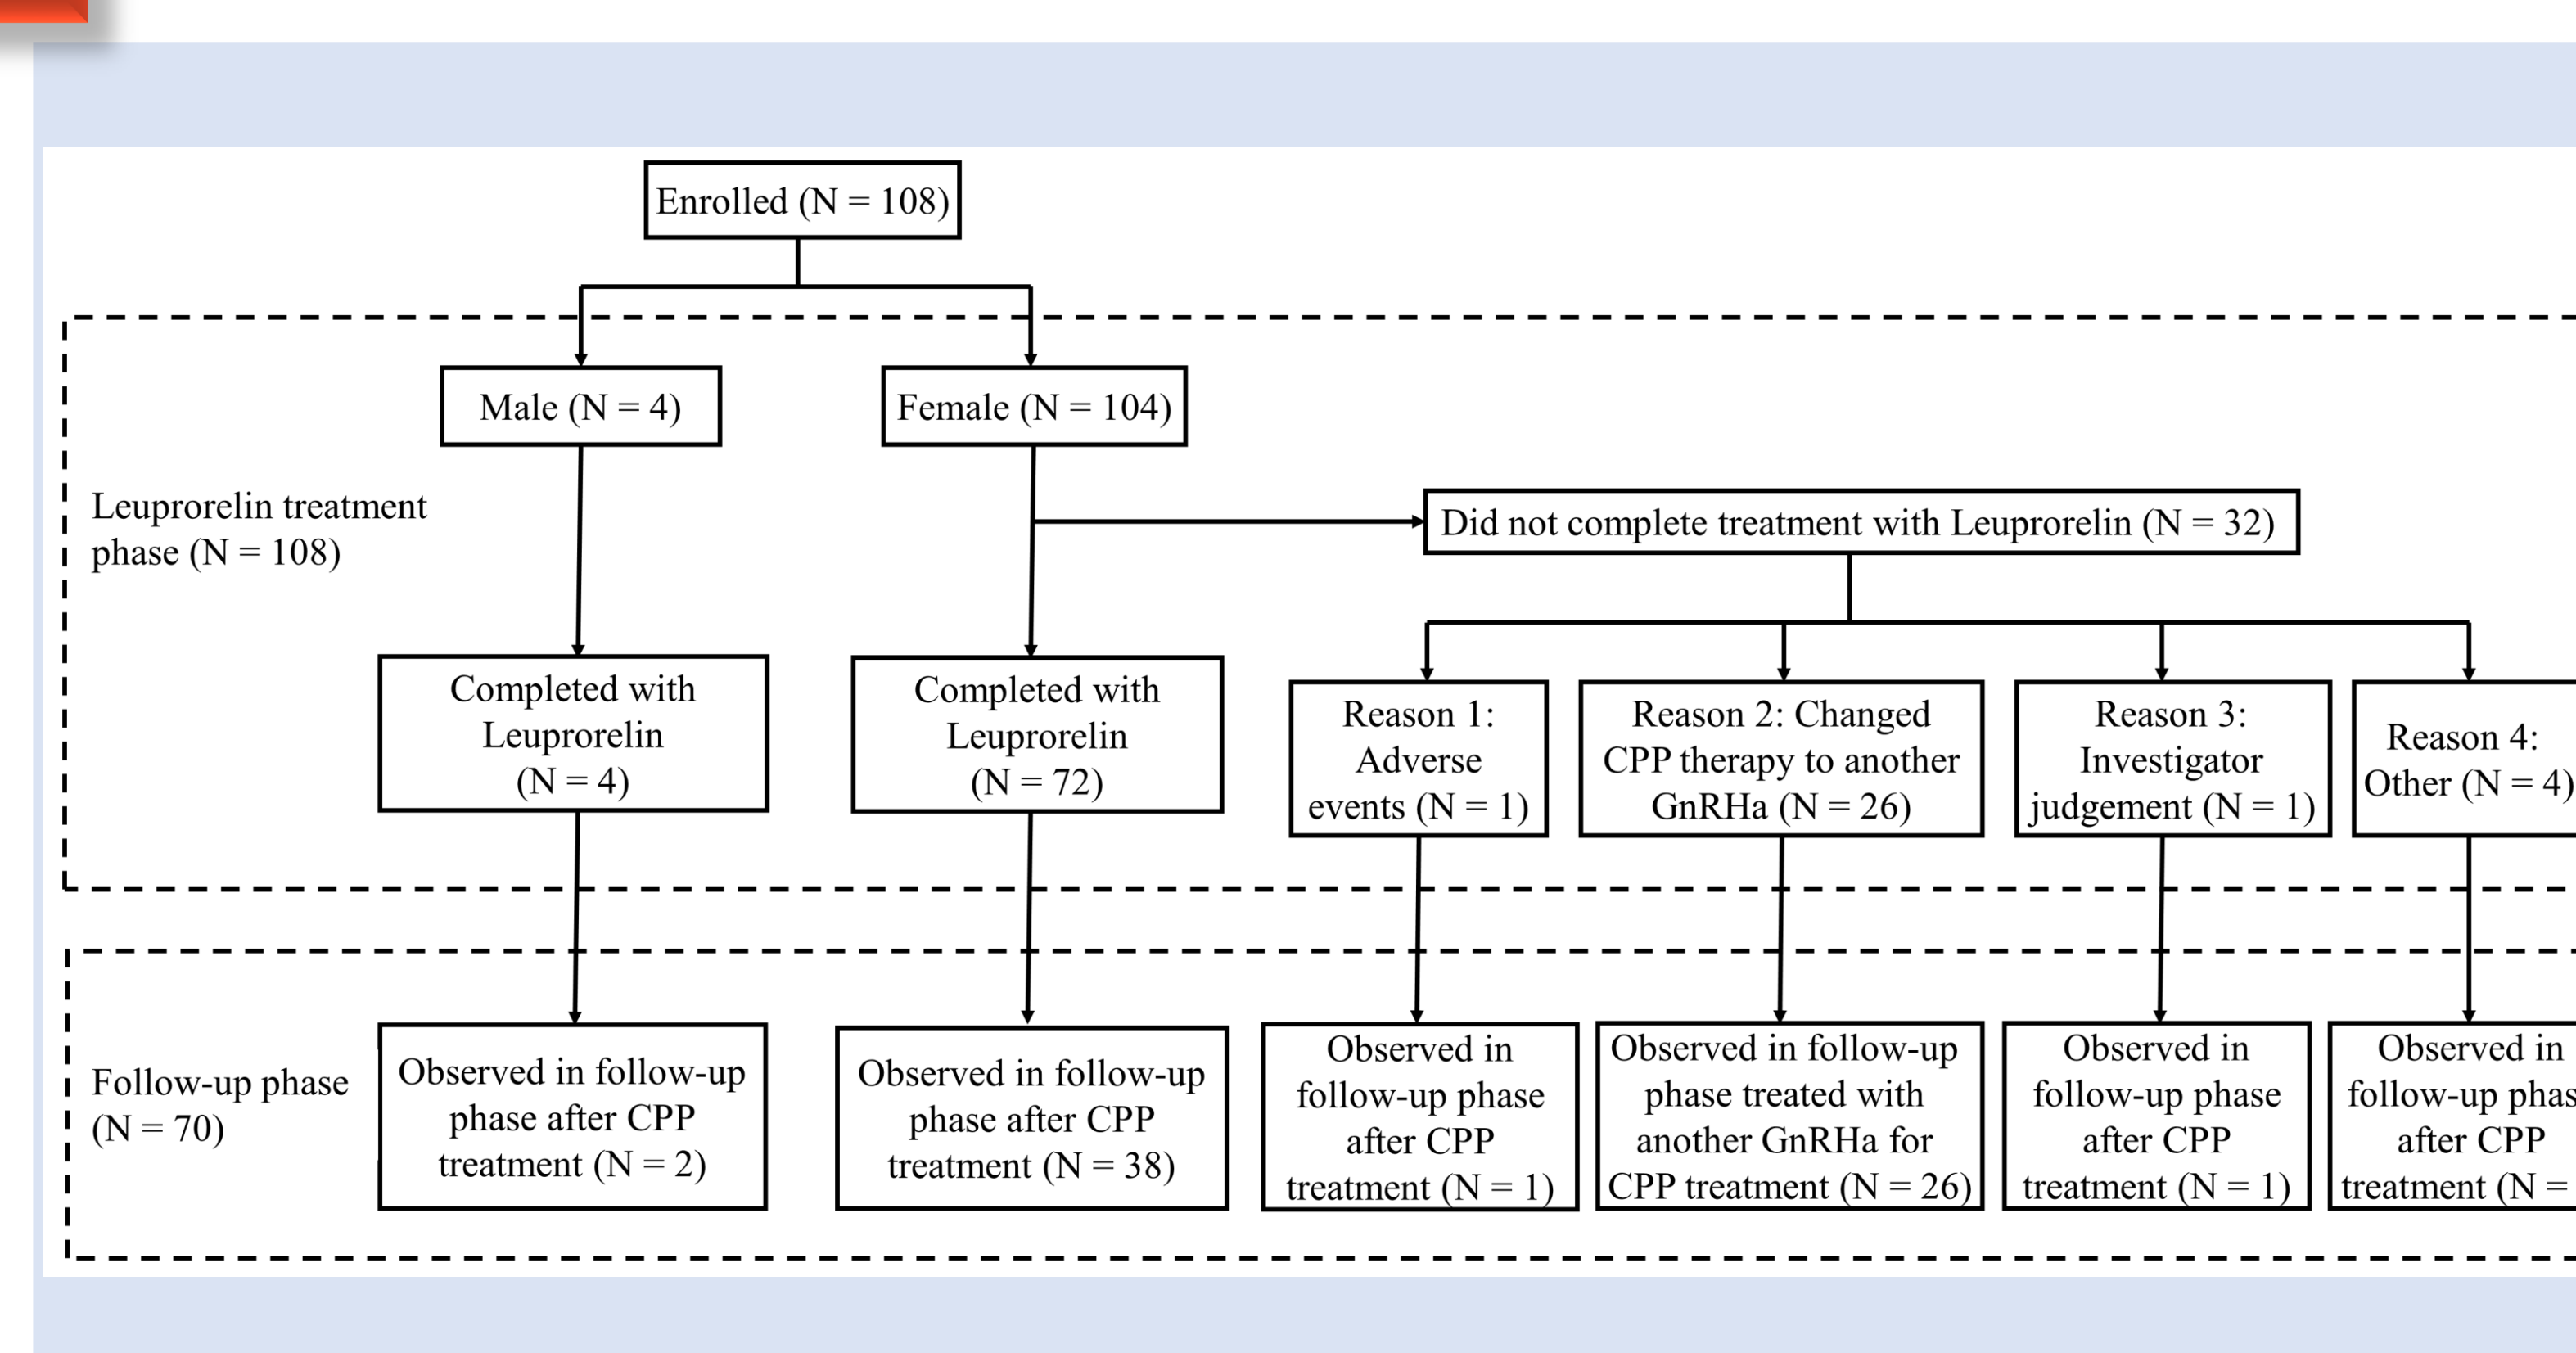 Enrolled (N = 108)
Male (N = 4)
Female (N = 104)
Leuprorelin treatment
phase (N = 108)
Did not complete treatment with Leuprorelin (N = 32)
Completed with
Leuprorelin
(N = 4)
Completed with
Leuprorelin
(N = 72)
Reason 1:
Adverse
events (N = 1)
Reason 2: Changed
CPP therapy to another
GnRHa (N = 26)
Reason 3:
Investigator
judgement (N = 1)
Reason 4:
Other (N = 4)
Follow-up phase
(N = 70)
Observed in follow-up
phase after CPP
treatment (N = 2)
Observed in follow-up
phase after CPP
treatment (N = 38)
Observed in
follow-up phase
after CPP
treatment (N = 1)
Observed in follow-up
phase treated with
another GnRHa for
CPP treatment (N = 26)
Observed in
follow-up phase
after CPP
treatment (N = 1)
Observed in
follow-up
after CPP
treatment (N =